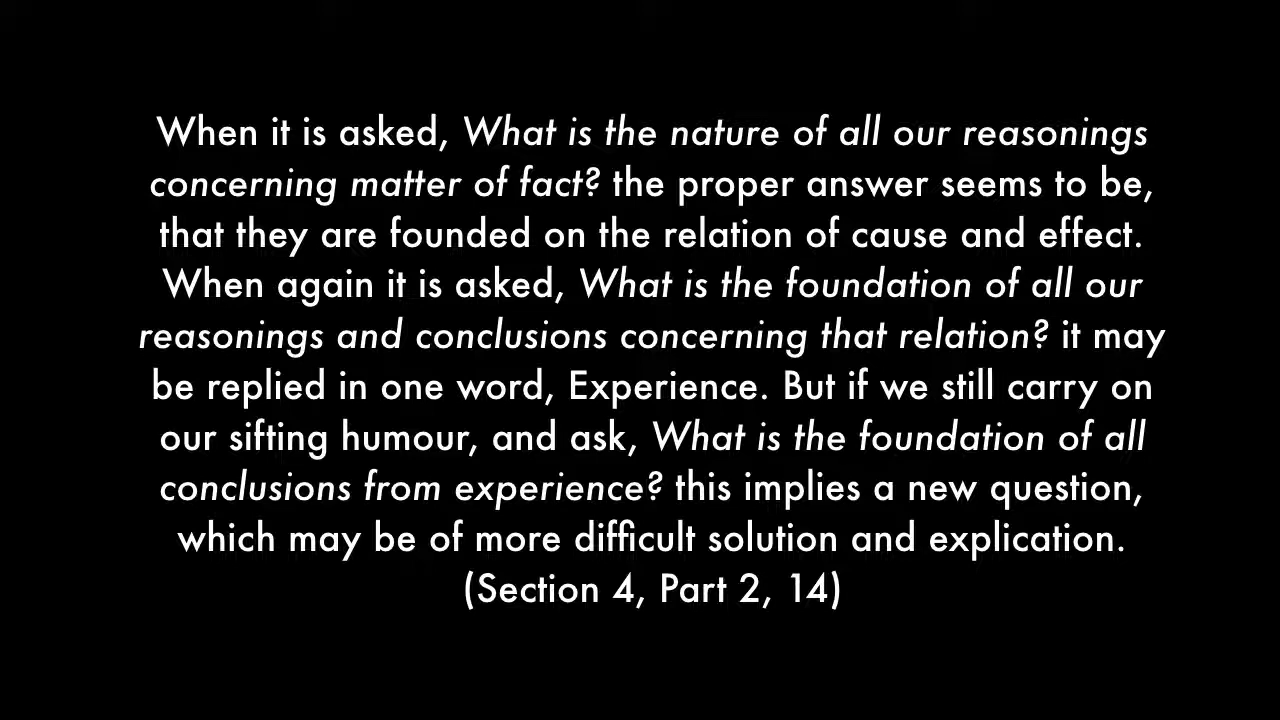 When it is asked, What is the nature of all our reasonings
concerning matter of fact? the proper answer seems to be,
that they are founded on the relation of cause and effect.
When again it is asked, What is the foundation of all our
reasonings and conclusions concerning that relation? it may
be replied in one word, Experience. But if we still carry on
our sifting humour, and ask, What is the foundation of all
conclusions from experience? this implies a new question,
which may be of more difficult solution and explication.
(Section 4, Part 2, 14)